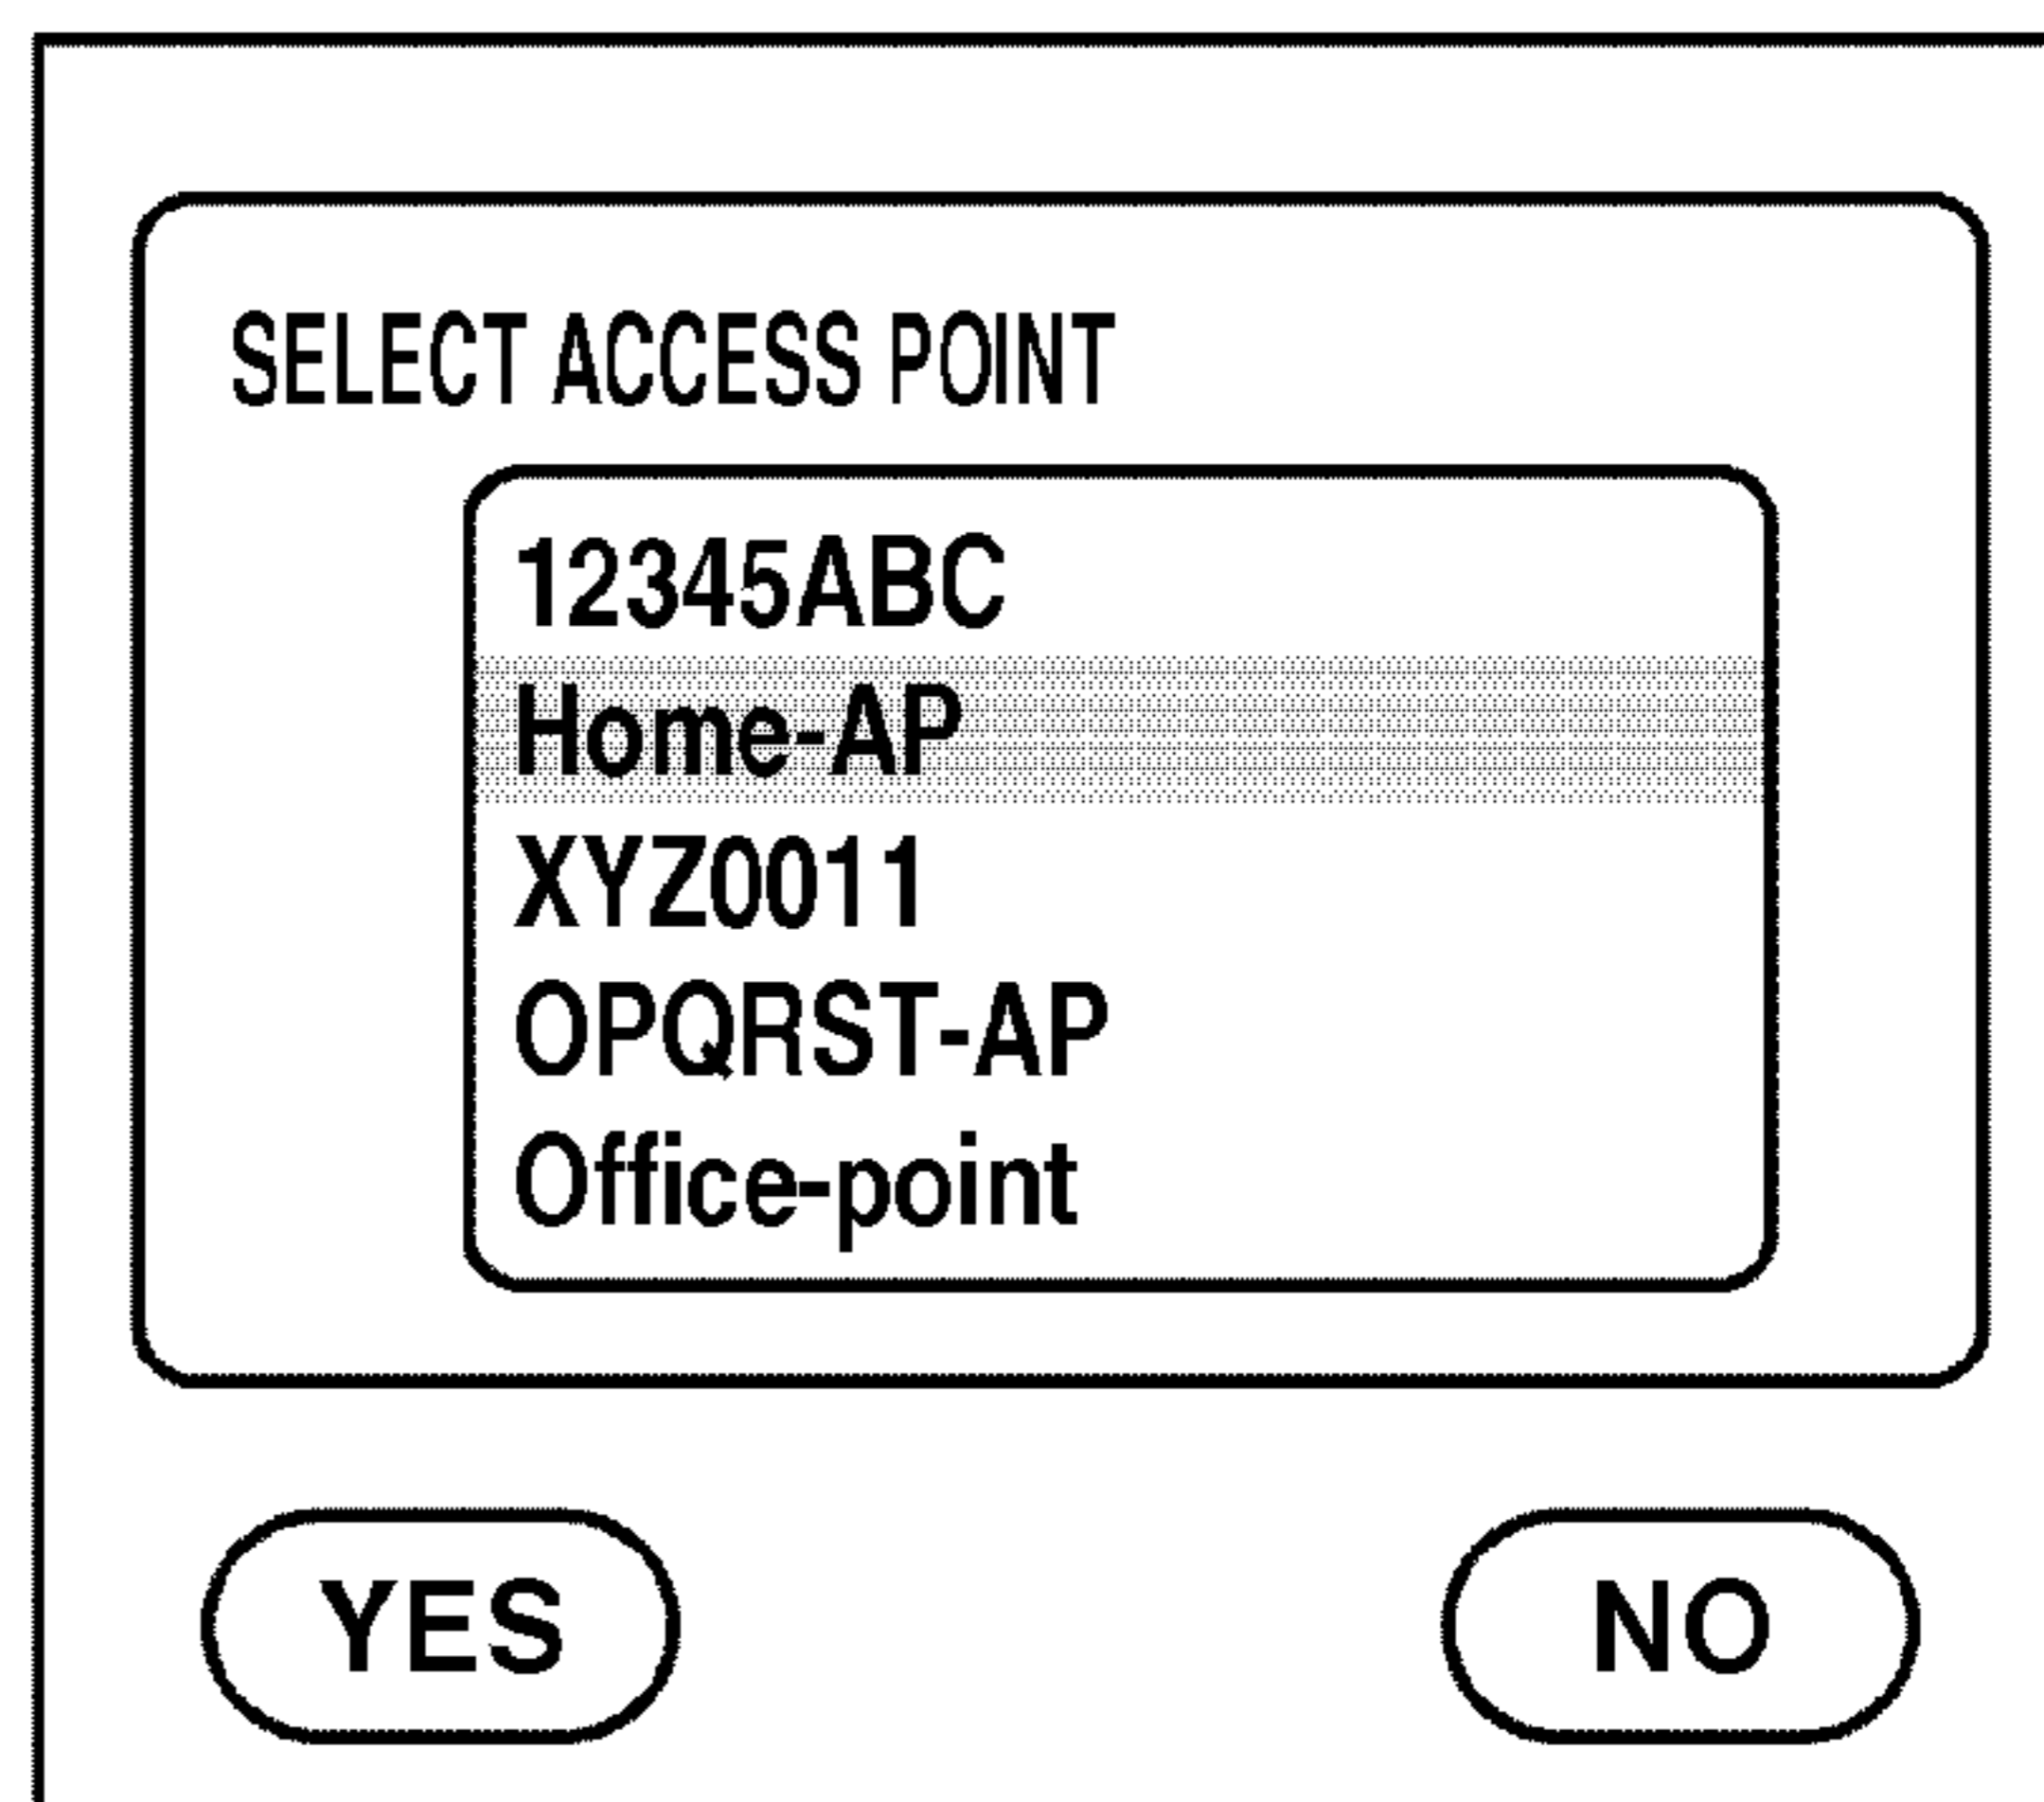 SELECT ACCESS POINT
12345ABC
Home-AP
XYZ0011
OPQRST-AP
Office-point
YES NO